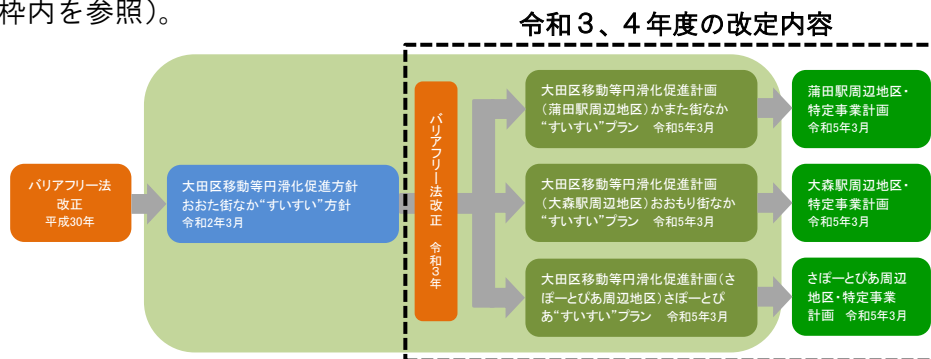 枠内を参照）。
令和３、４年度の改定内容
バリアフリー法
改正
平成30年
大田区移動等円滑化促進方針
おおた街なか“すいすい”方針
令和2年3月
バリアフリー法改正　令和3年
大田区移動等円滑化促進計画
（蒲田駅周辺地区）かまた街なか
“すいすい”プラン　令和5年3月
蒲田駅周辺地区・
特定事業計画
令和5年3月
大田区移動等円滑化促進計画
（大森駅周辺地区）おおもり街なか
“すいすい”プラン　令和5年3月
大森駅周辺地区・
特定事業計画
令和5年3月
大田区移動等円滑化促進計画（さ
ぽーとぴあ周辺地区）さぽーとぴ
あ“すいすい”プラン　令和5年3月
さぽーとぴあ周辺
地区・特定事業
計画　令和5年3月